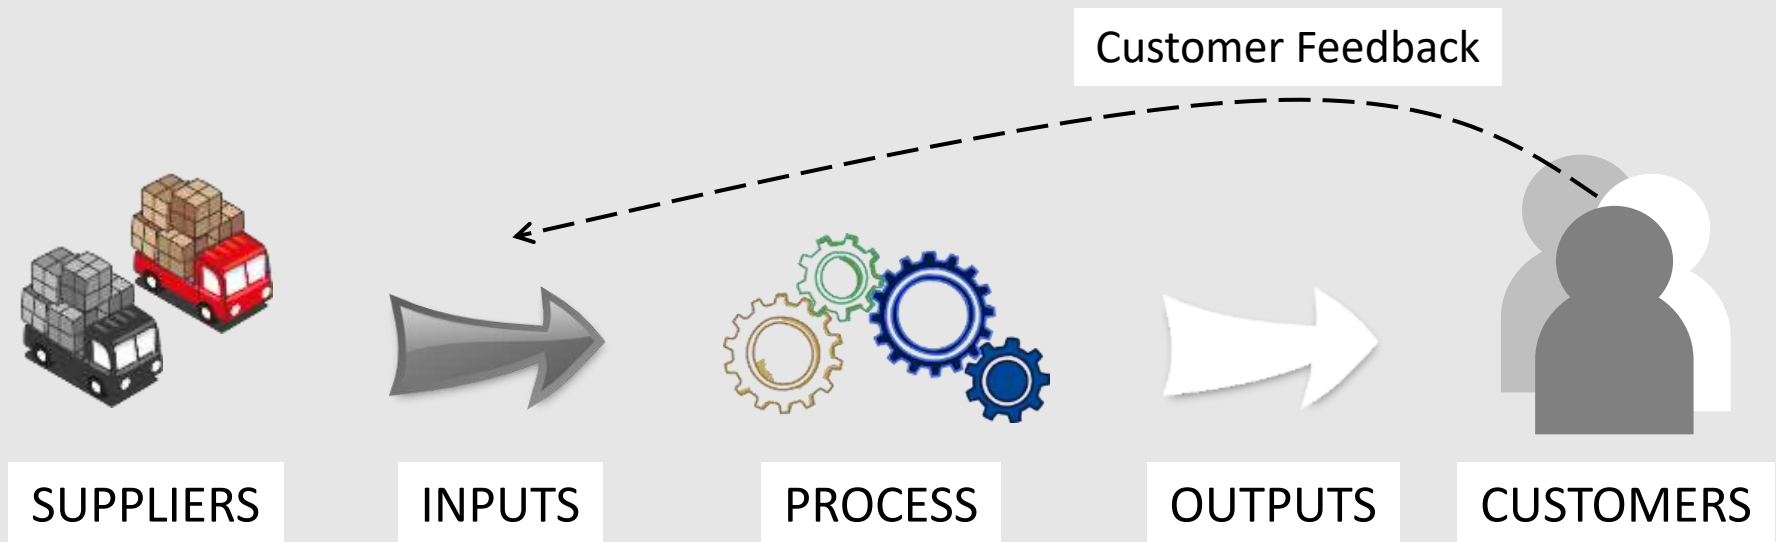 Customer Feedback
SUPPLIERS
INPUTS
PROCESS
OUTPUTS
CUSTOMERS